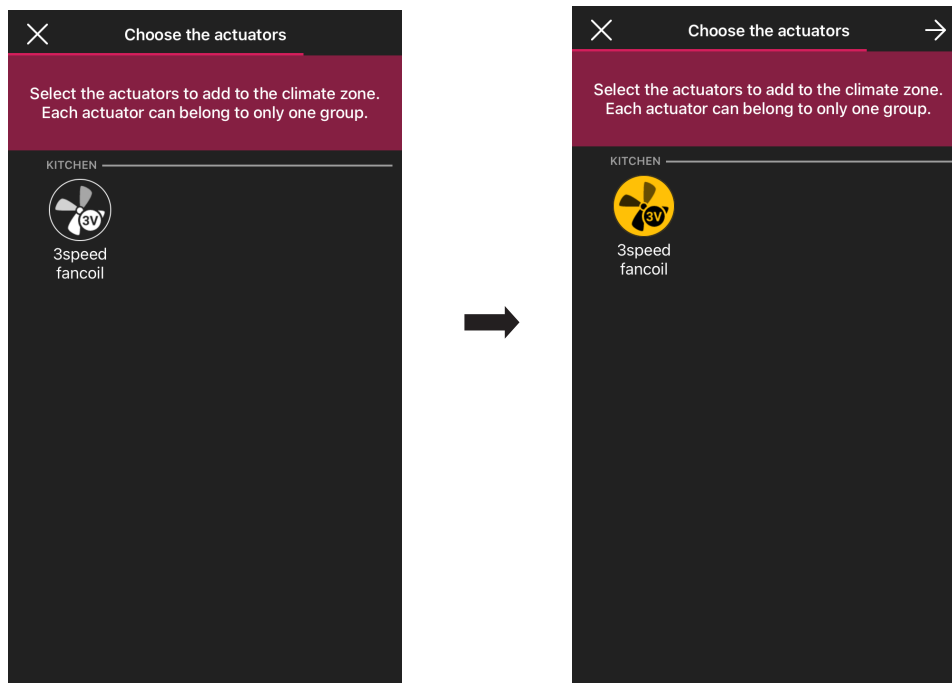 Choose the actuators
Select the actuators to add to the climate zone.
Each actuator can belong to only one group.
KITCHEN
3V
3speed
fancoil
Choose the actuators
Select the actuators to add to the climate zone.
Each actuator can belong to only one group.
KITCHEN
3V
3speed
fancoil